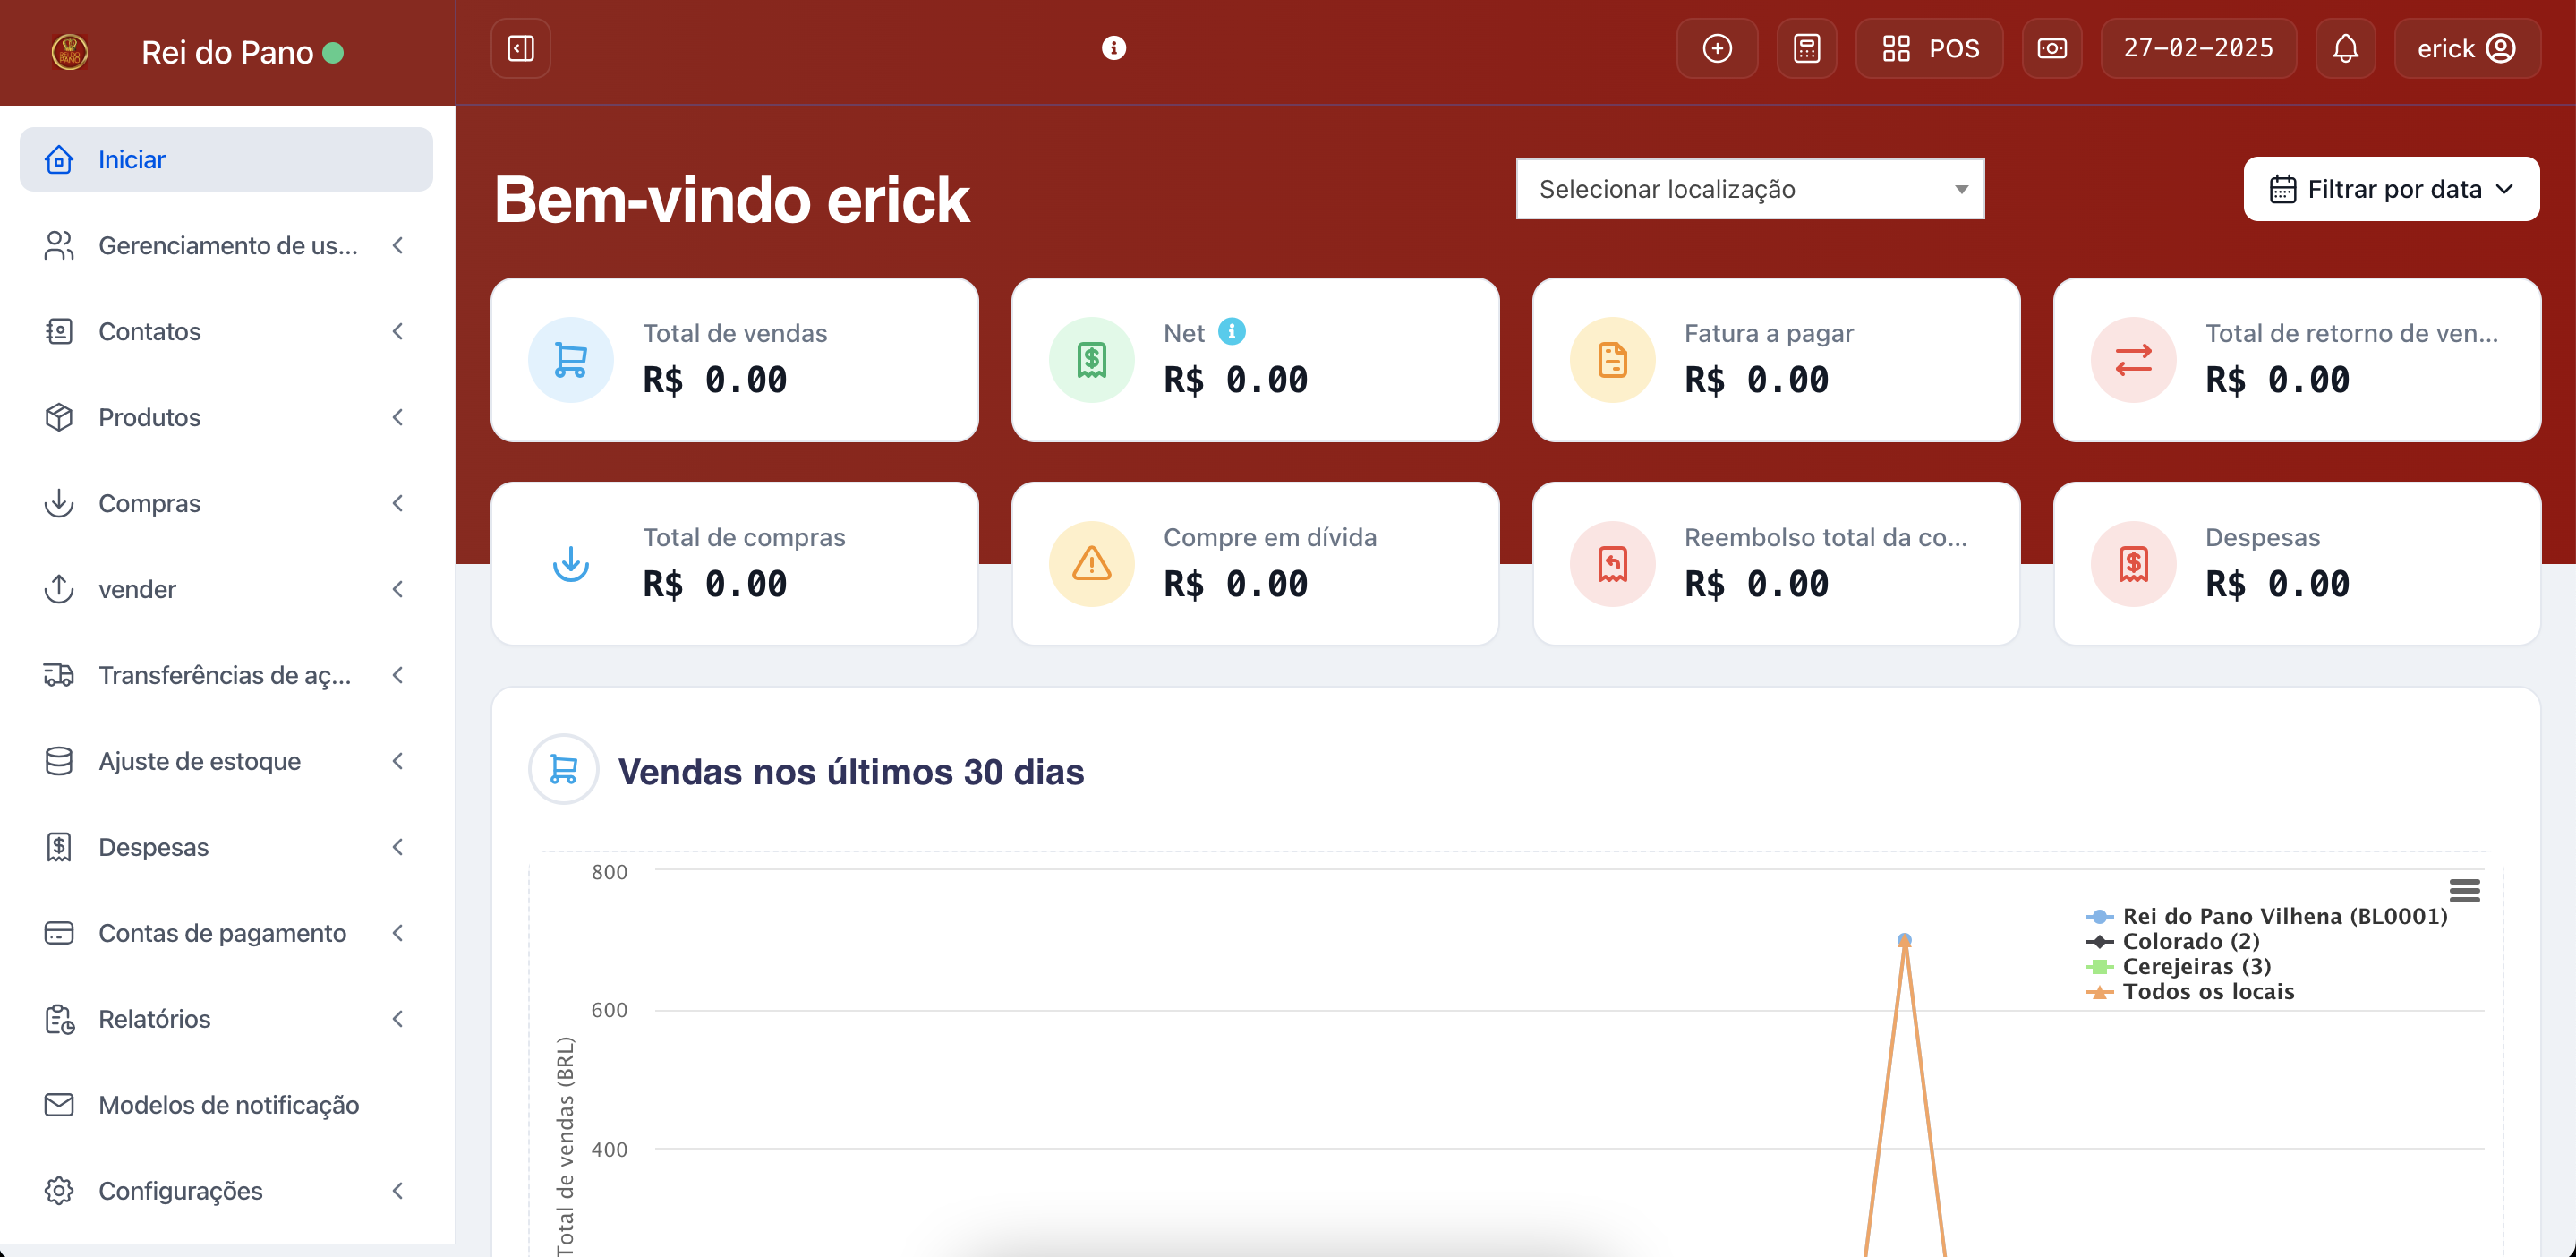 REI DO PANO
Rei do Pano
POS
27-02-2025
erick
Iniciar
Gerenciamento de us...
Contatos
Produtos
Compras
vender
Transferências de aç...
Ajuste de estoque
Despesas
Contas de pagamento
Relatórios
Modelos de notificação
Configurações
Bem-vindo erick
Selecionar localização
Filtrar por data
Total de vendas
R$ 0.00
Net
R$ 0.00
Fatura a pagar
R$ 0.00
Total de retorno de ven...
R$ 0.00
Total de compras
R$ 0.00
Compre em dívida
R$ 0.00
Reembolso total da co...
R$ 0.00
Despesas
R$ 0.00
Vendas nos últimos 30 dias
800
600
400
Total de vendas (BRL)
Rei do Pano Vilhena (BL0001)
Colorado (2)
Cerejeiras (3)
Todos os locais